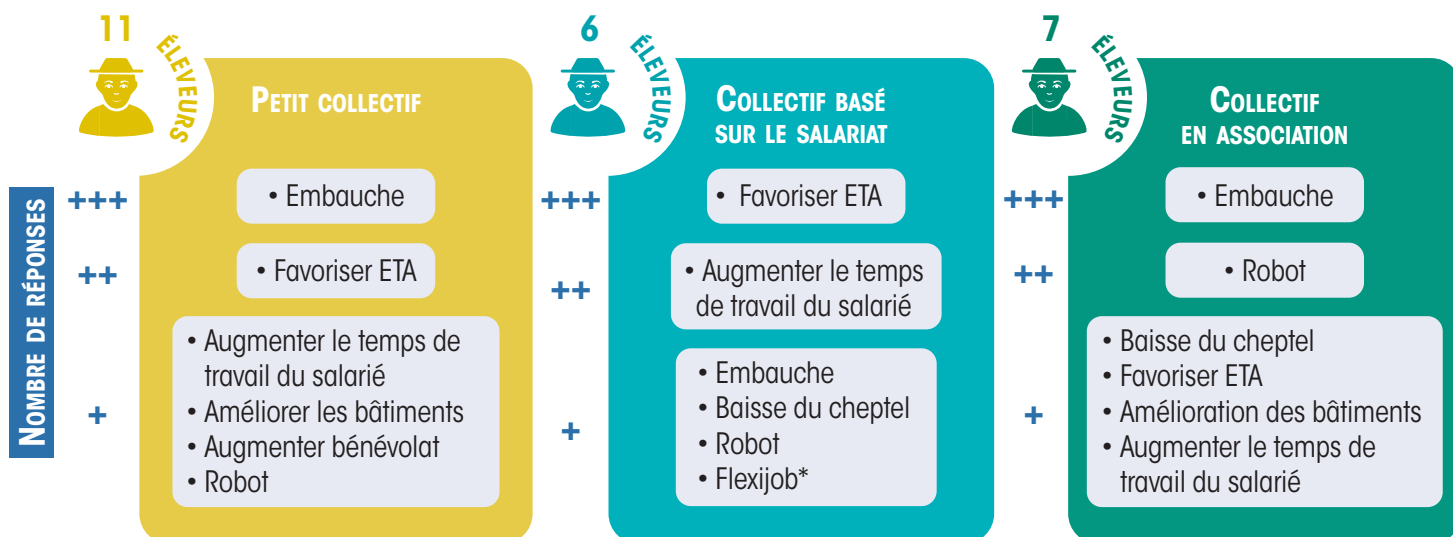 NOMBRE DE RÉPONSES
11
ÉLEVEURS
PETIT COLLECTIF
+++
• Embauche
++
• Favoriser ETA
+
• Augmenter le temps de
travail du salarié
• Améliorer les bâtiments
• Augmenter bénévolat
• Robot
6
ÉLEVEURS
COLLECTIF BASÉ
SUR LE SALARIAT
+++
• Favoriser ETA
++
• Augmenter le temps
de travail du salarié
+
• Embauche
• Baisse du cheptel
• Robot
• Flexijob*
7
ÉLEVEURS
COLLECTIF
EN ASSOCIATION
+++
• Embauche
++
• Robot
+
• Baisse du cheptel
• Favoriser ETA
• Amélioration des bâtiments
• Augmenter le temps de
travail du salarié